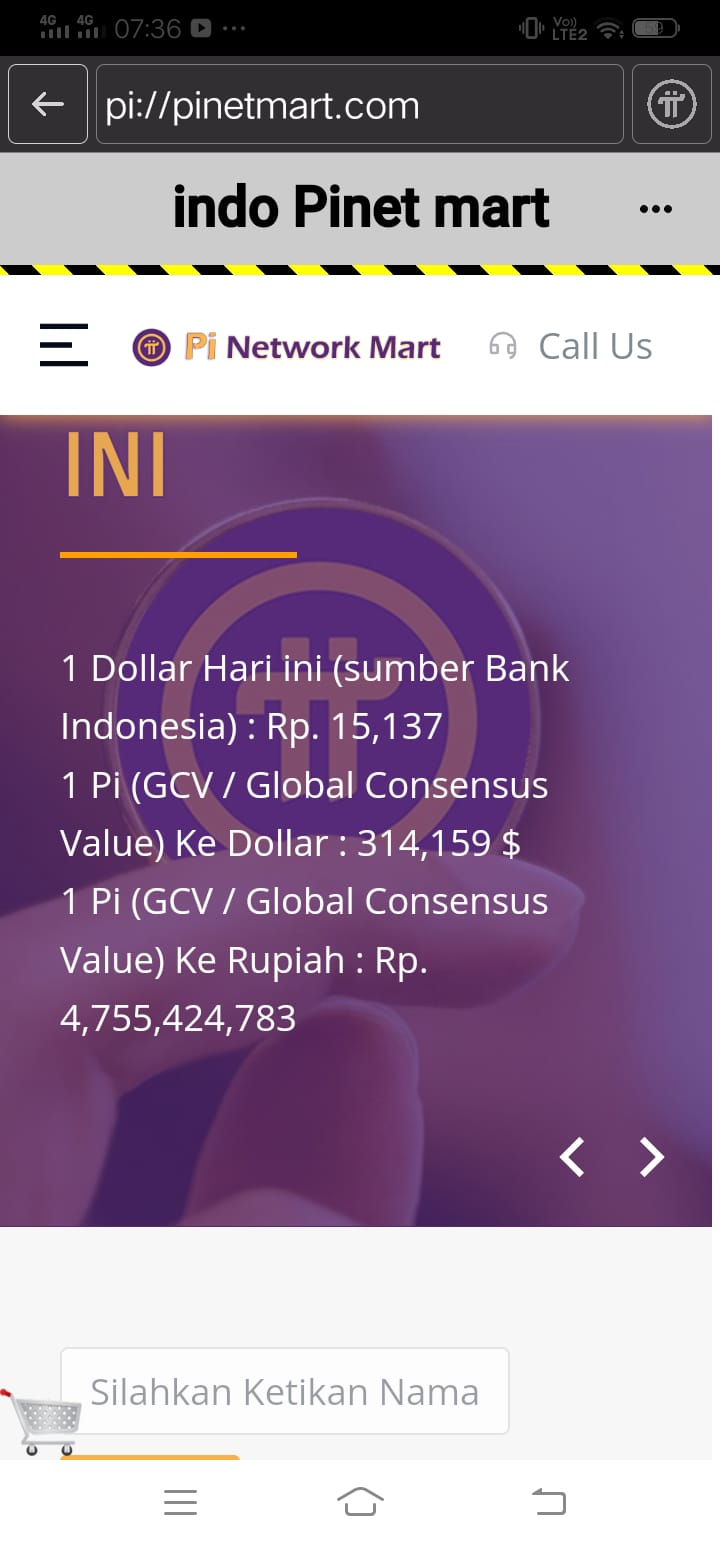 4G 4G 07:36 Vo)) LTE2 59
pi://pinetmart.com
indo Pinet mart
Pi Network Mart Call Us
INI
1 Dollar Hari ini (sumber Bank
Indonesia) : Rp. 15,137
1 Pi (GCV / Global Consensus
Value) Ke Dollar : 314,159 $
1 Pi (GCV / Global Consensus
Value) Ke Rupiah : Rp.
4,755,424,783
Silahkan Ketikan Nama